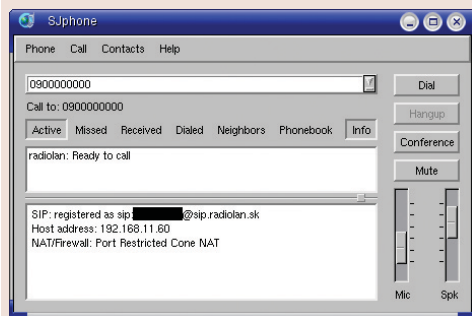 SJphone
Phone Call Contacts Help
0900000000
Dial
Call to: 0900000000
Hangup
Active Missed Received Dialed Neighbors Phonebook Info
Conference
radiolan: Ready to call
Mute
SIP: registered as sip: @sip.radiolan.sk
Host address: 192.168.11.60
NAT/Firewall: Port Restricted Cone NAT
Mic Spk